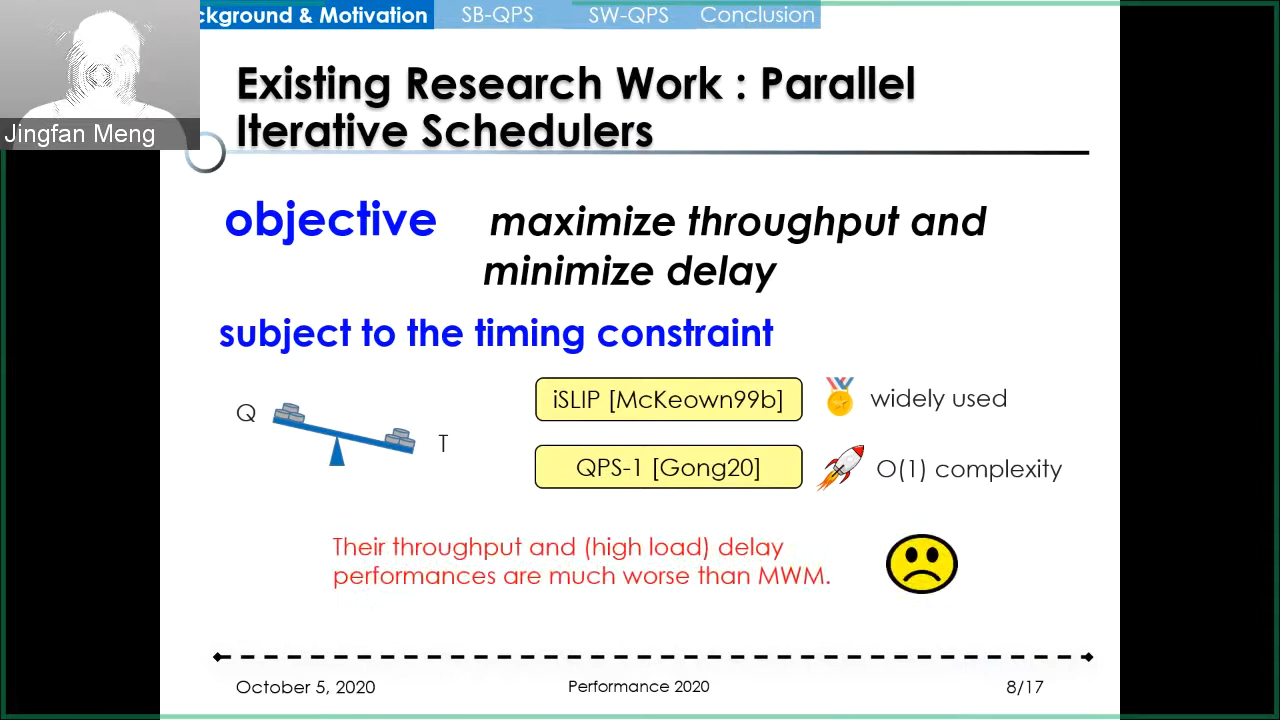 ckground & Motivation SB-QPS SW-QPS Conclusion
Jingfan Meng
Existing Research Work : Parallel
Iterative Schedulers
objective maximize throughput and
minimize delay
subject to the timing constraint
Q
T
iSLIP [McKeown99b] widely used
QPS-1 [Gong20] O(1) complexity
Their throughput and (high load) delay
performances are much worse than MWM.
October 5, 2020 Performance 2020 8/17